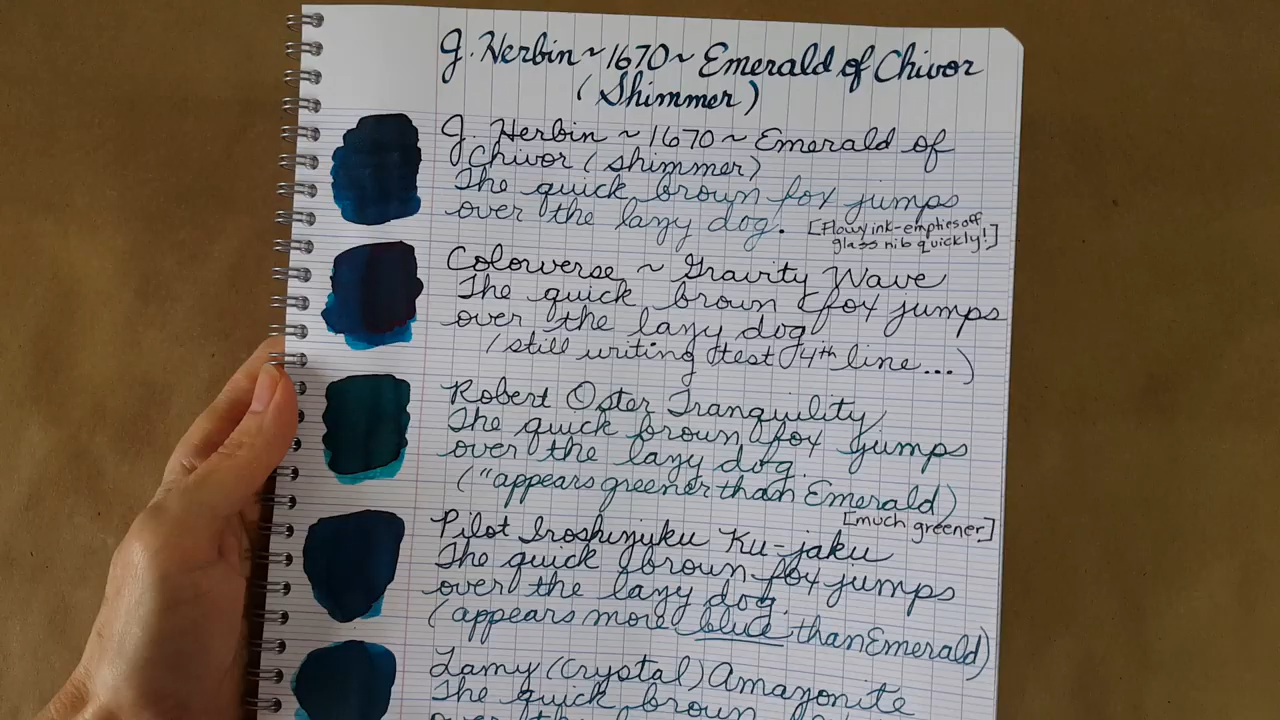 J. Herbin ~ 1670 ~ Emerald of Chivor
(Shimmer)
J. Herbin ~ 1670 ~ Emerald of
Chivor (shimmer)
The quick brown fox jumps
over the lazy dog. [Flowy ink-empties off
glass nib quickly!]
Colorverse ~ Gravity Wave
The quick brown fox jumps
over the lazy dog
(still writing test 4th line...)
Robert Oster Tranquility
The quick brown fox jumps
over the lazy dog.
("appears greener than Emerald)
[much greener]
Pilot Iroshizuku Ku-jaku
The quick brown fox jumps
over the lazy dog.
(appears more blue than Emerald)
Lamy (Crystal) Amazonite
The quick brown
over the